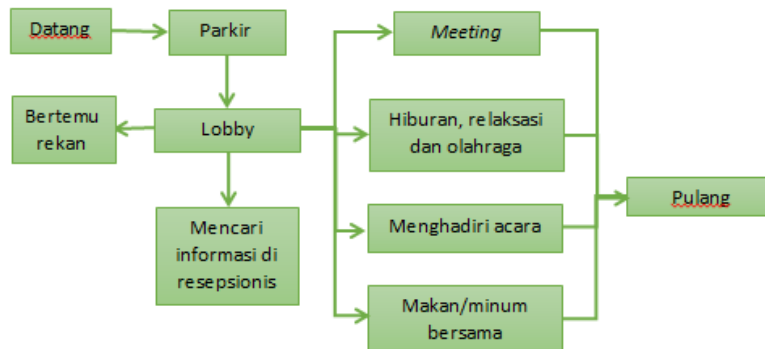 Datang
Parkir
Meeting
Bertemu
rekan
Lobby
Hiburan, relaksasi
dan olahraga
Pulang
Mencari
informasi di
resepsionis
Menghadiri acara
Makan/minum
bersama